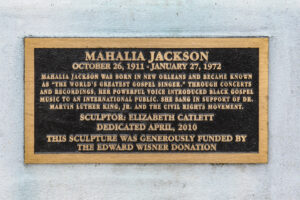 MAHALIA JACKSON
OCTOBER 26, 1911 - JANUARY 27, 1972
MAHALIA JACKSON WAS BORN IN NEW ORLEANS AND BECAME KNOWN
AS "THE WORLD'S GREATEST GOSPEL SINGER." THROUGH CONCERTS
AND RECORDINGS, HER POWERFUL VOICE INTRODUCED BLACK GOSPEL
MUSIC TO AN INTERNATIONAL PUBLIC. SHE SANG IN SUPPORT OF DR.
MARTIN LUTHER KING, JR. AND THE CIVIL RIGHTS MOVEMENT.
SCULPTOR: ELIZABETH CATLETT
DEDICATED APRIL, 2010
THIS SCULPTURE WAS GENEROUSLY FUNDED BY
THE EDWARD WISNER DONATION